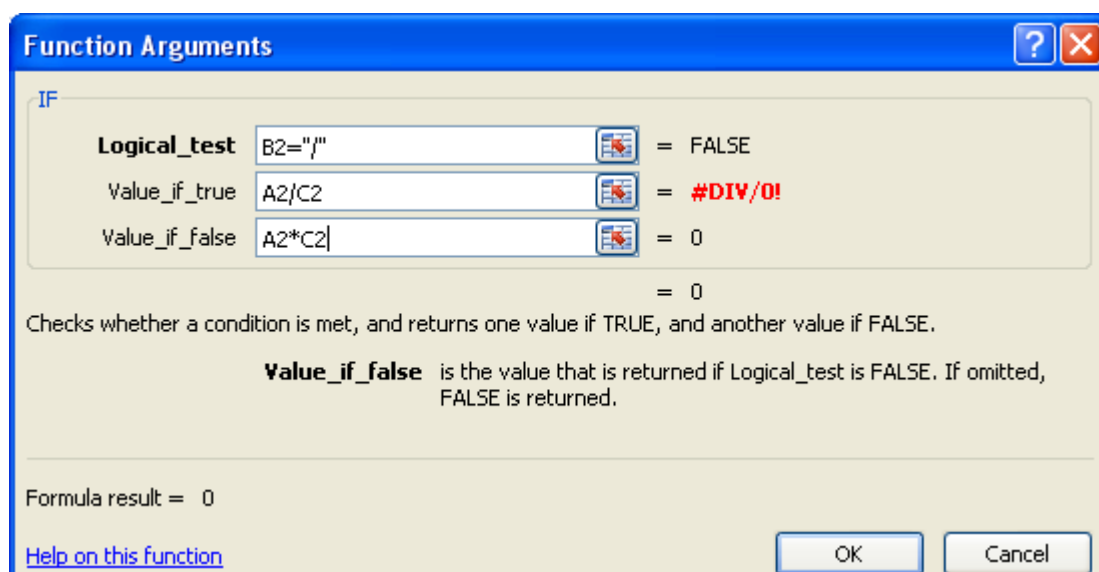 Function Arguments
IF
Logical_test B2="/" = FALSE
Value_if_true A2/C2 = #DIV/0!
Value_if_false A2*C2 = 0
= 0
Checks whether a condition is met, and returns one value if TRUE, and another value if FALSE.
Value_if_false is the value that is returned if Logical_test is FALSE. If omitted,
FALSE is returned.
Formula result = 0
Help on this function OK Cancel